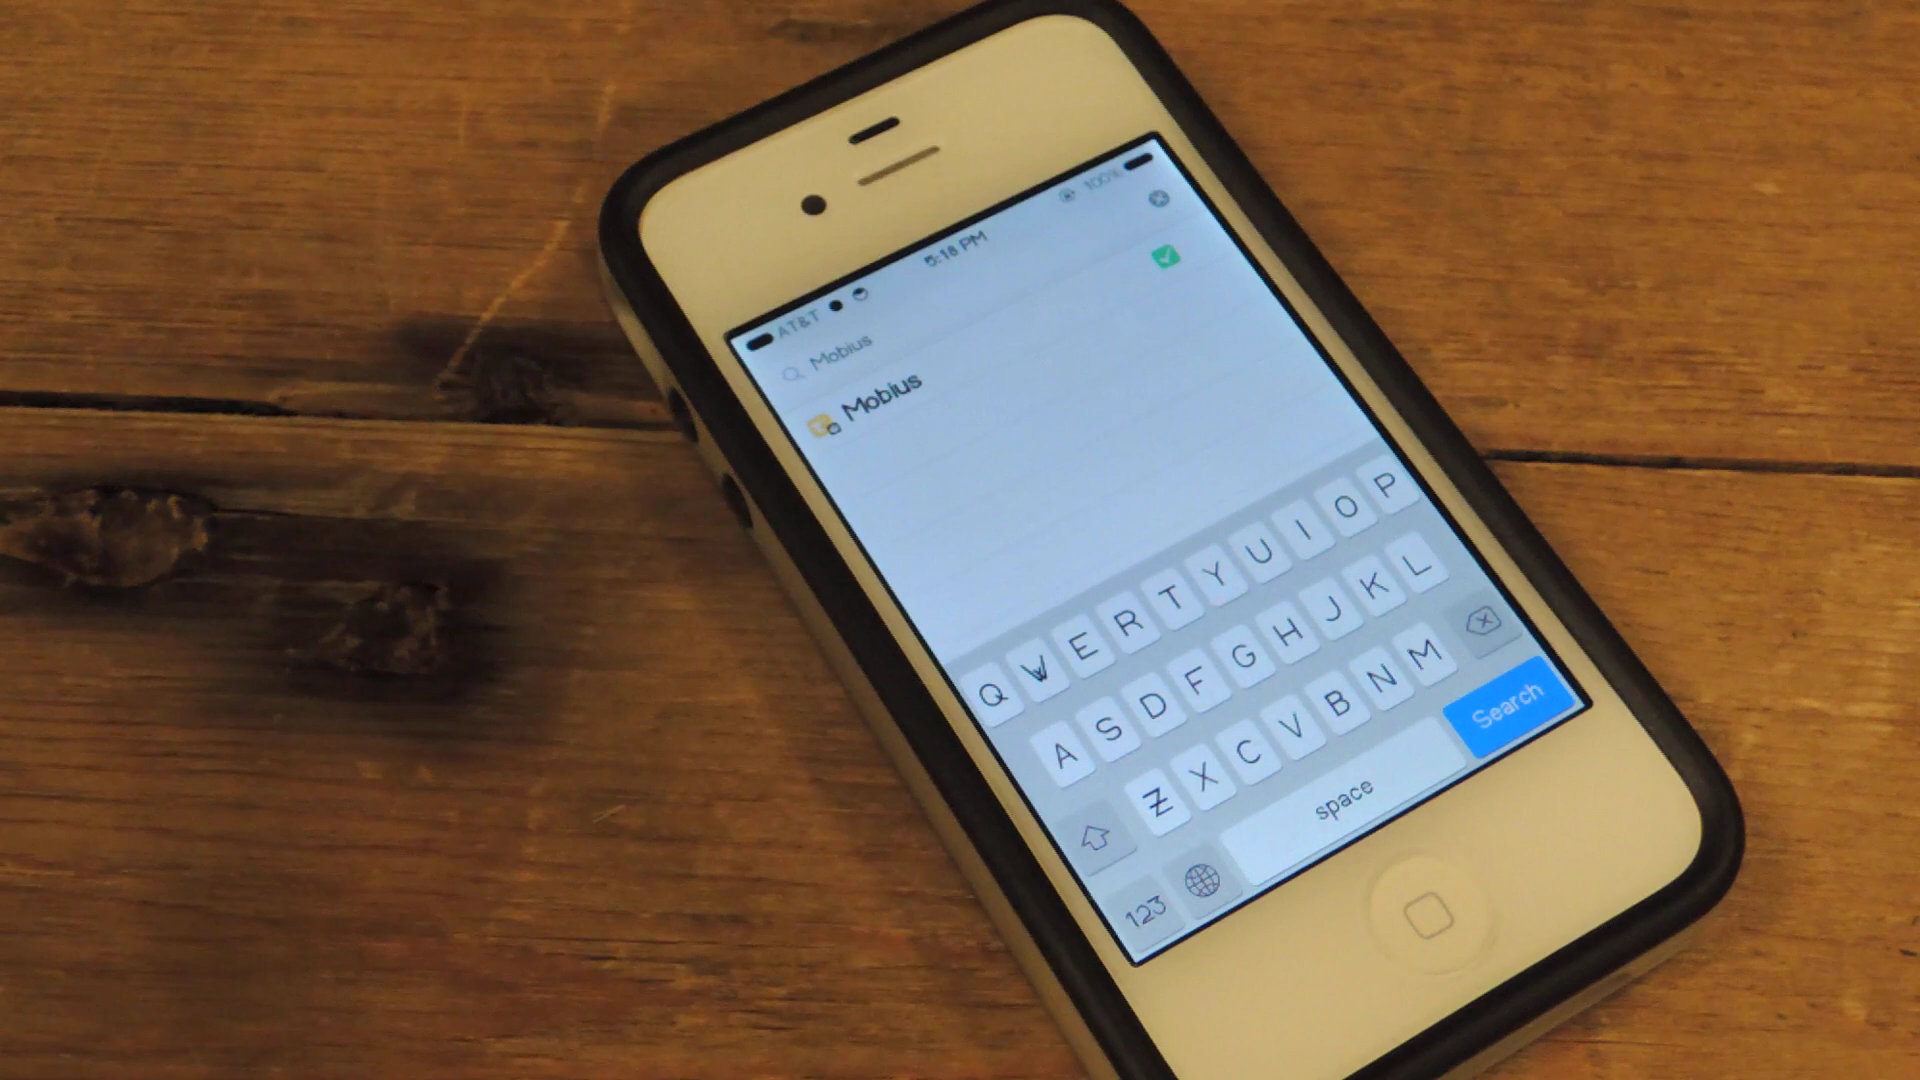 AT&T 5:18 PM 100%
Mobius
Mobius
Q W E R T Y U I O P
A S D F G H J K L
Z X C V B N M
123 space Search